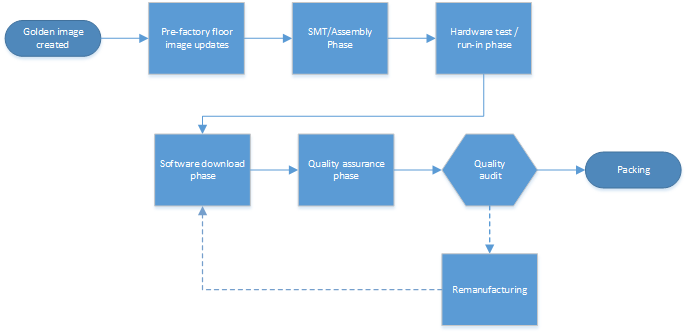 Golden image
created
Pre-factory floor
image updates
SMT/Assembly
Phase
Hardware test /
run-in phase
Software download
phase
Quality assurance
phase
Quality
audit
Packing
Remanufacturing